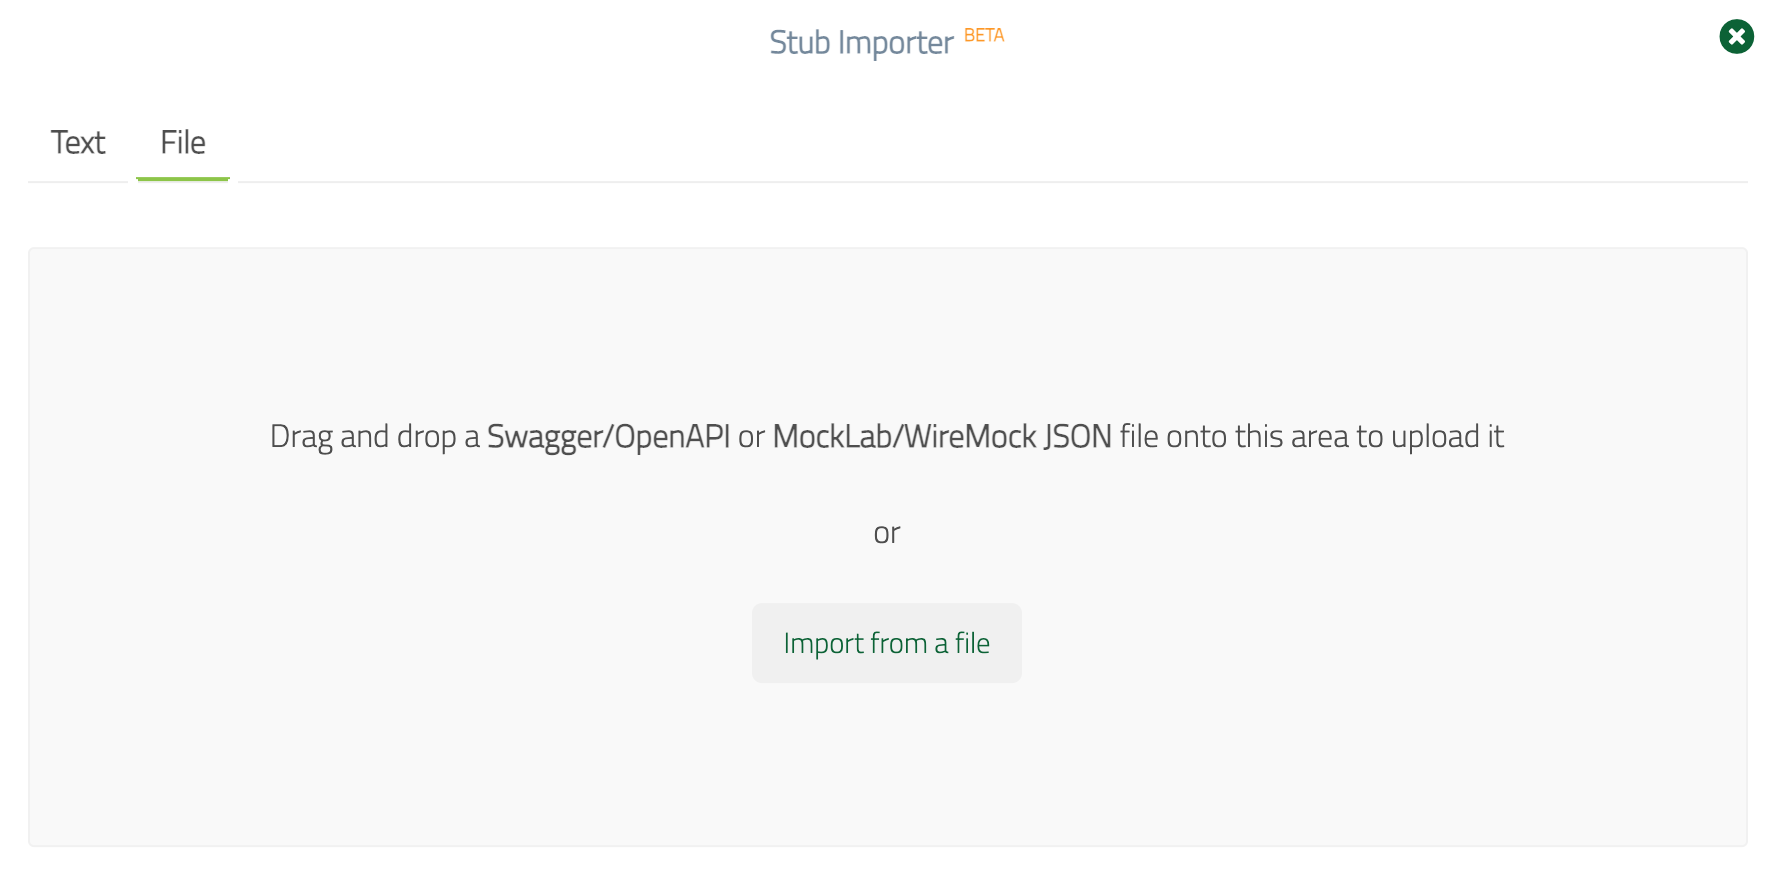 Stub Importer BETA
Text File
Drag and drop a Swagger/OpenAPI or MockLab/WireMock JSON file onto this area to upload it
or
Import from a file